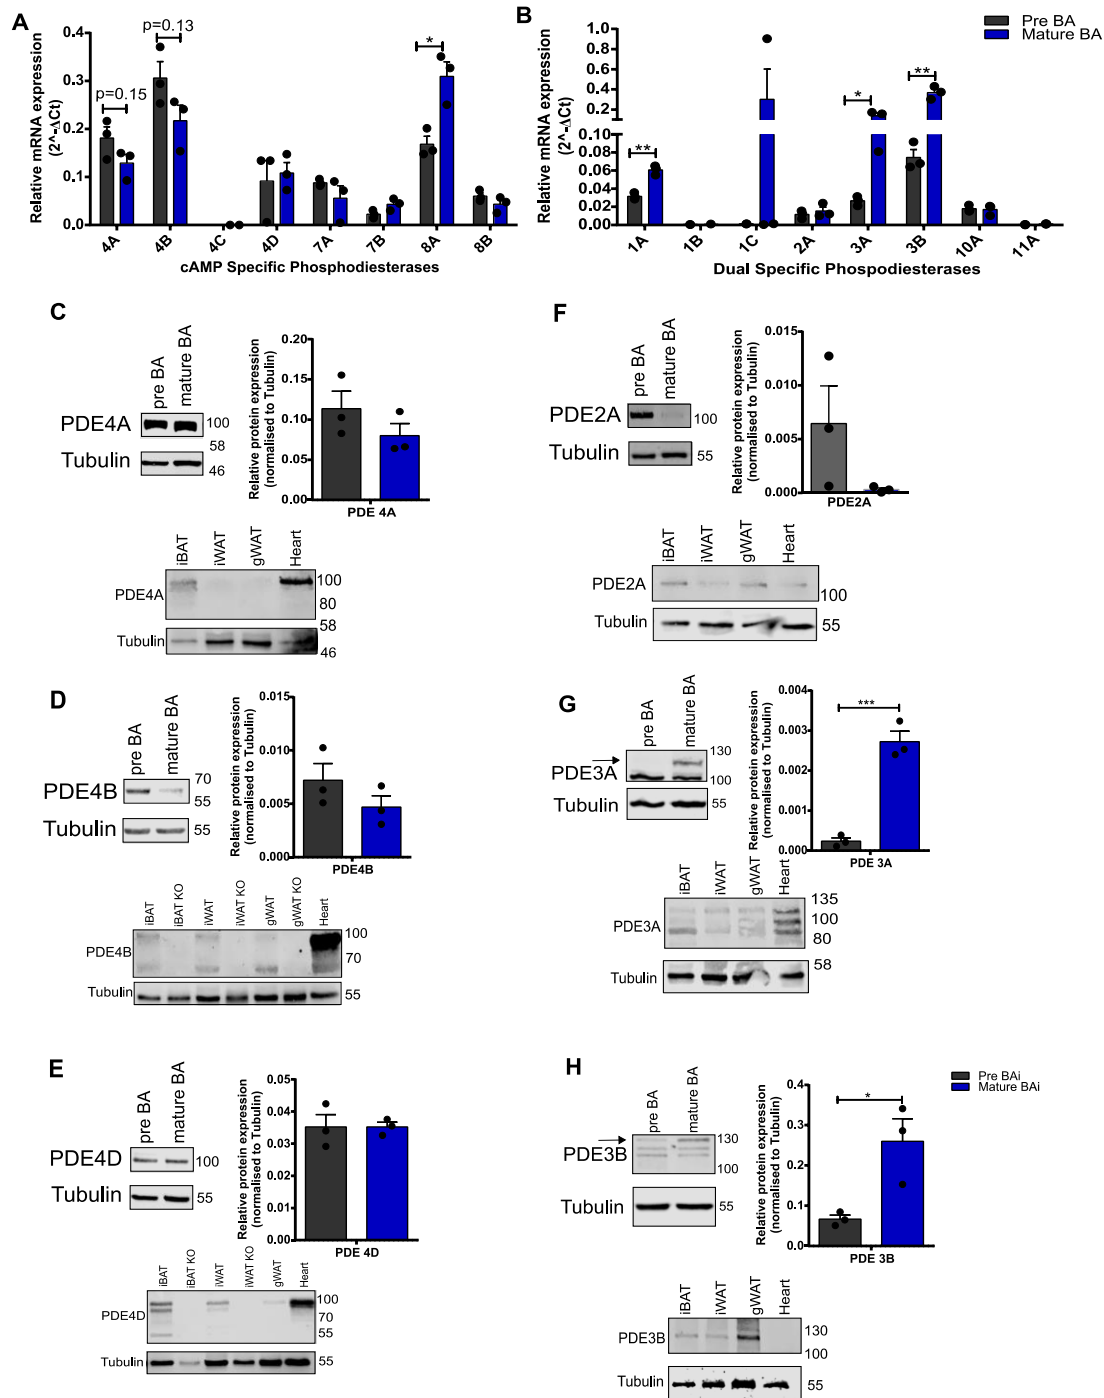 A
Relative mRNA expression
(2^-ΔCt)
0.4
0.3
0.2
0.1
0.0
p=0.15
p=0.13
*
4A
4B
4C
4D
7A
7B
8A
8B
cAMP Specific Phosphodiesterases
B
Pre BA
Mature BA
Relative mRNA expression
(2^-ΔCt)
1.0
0.8
0.6
0.4
0.2
0.10
0.08
0.06
0.04
0.02
0.00
**
*
**
1A
1B
1C
2A
3A
3B
10A
11A
Dual Specific Phospodiesterases
C
pre BA
mature BA
PDE4A
100
58
Tubulin
46
Relative protein expression
(normalised to Tubulin)
0.20
0.15
0.10
0.05
0.00
PDE 4A
iBAT
iWAT
gWAT
Heart
PDE4A
100
80
58
Tubulin
46
D
pre BA
mature BA
70
PDE4B
55
Tubulin
55
Relative protein expression
(normalised to Tubulin)
0.015
0.010
0.005
0.000
PDE4B
iBAT
iBAT KO
iWAT
iWAT KO
gWAT
gWAT KO
Heart
PDE4B
100
70
Tubulin
55
E
pre BA
mature BA
PDE4D
100
Tubulin
55
Relative protein expression
(normalised to Tubulin)
0.05
0.04
0.03
0.02
0.01
0.00
PDE 4D
iBAT
iBAT KO
iWAT
iWAT KO
gWAT
Heart
PDE4D
100
70
55
Tubulin
55
F
pre BA
mature BA
PDE2A
100
Tubulin
55
Relative protein expression
(normalised to Tubulin)
0.015
0.010
0.005
0.000
PDE2A
iBAT
iWAT
gWAT
Heart
PDE2A
100
Tubulin
55
G
pre BA
mature BA
130
PDE3A
100
Tubulin
55
Relative protein expression
(normalised to Tubulin)
0.004
0.003
0.002
0.001
0.000
***
PDE 3A
iBAT
iWAT
gWAT
Heart
PDE3A
135
100
80
58
Tubulin
H
pre BA
mature BA
130
PDE3B
100
Tubulin
55
Pre BAi
Mature BAi
Relative protein expression
(normalised to Tubulin)
0.4
0.3
0.2
0.1
0.0
*
PDE 3B
iBAT
iWAT
gWAT
Heart
PDE3B
130
100
Tubulin
55